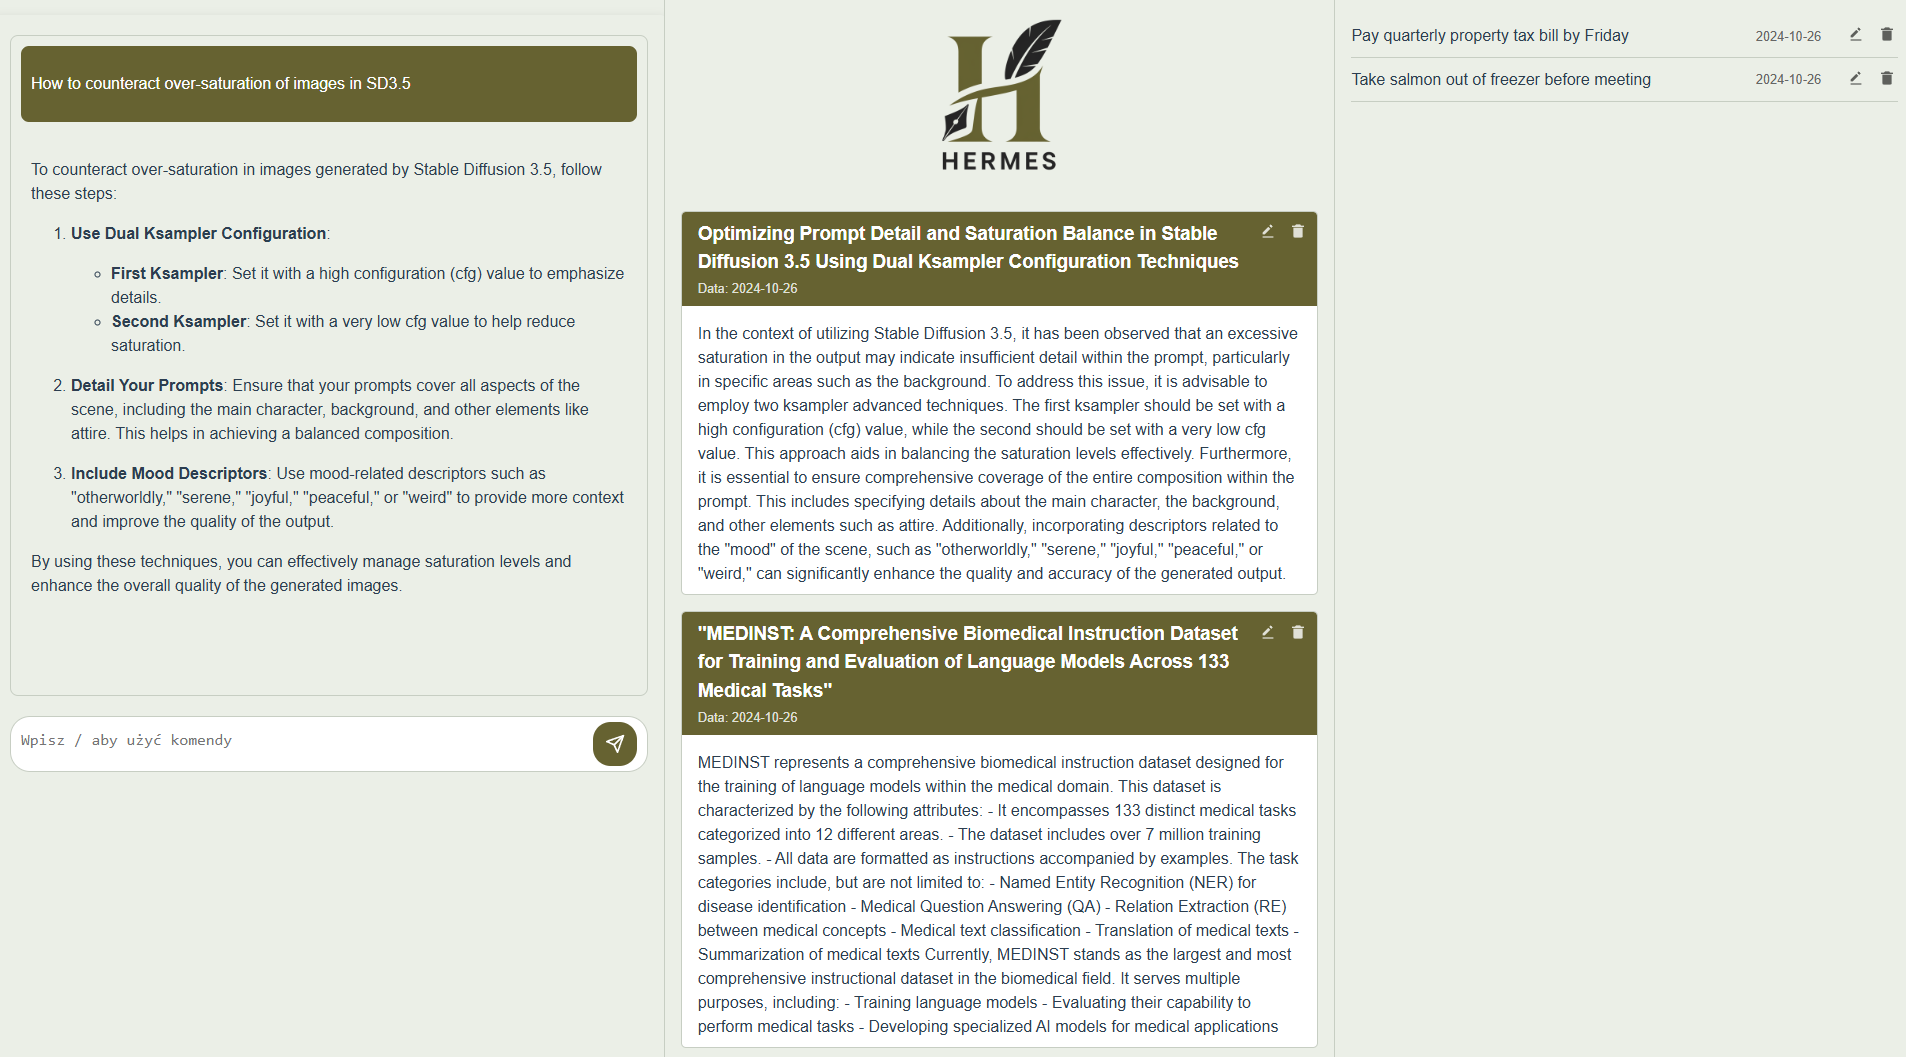 How to counteract over-saturation of images in SD3.5
To counteract over-saturation in images generated by Stable Diffusion 3.5, follow
these steps:
1. Use Dual Ksampler Configuration:
First Ksampler: Set it with a high configuration (cfg) value to emphasize
details.
Second Ksampler: Set it with a very low cfg value to help reduce
saturation.
2. Detail Your Prompts: Ensure that your prompts cover all aspects of the
scene, including the main character, background, and other elements like
attire. This helps in achieving a balanced composition.
3. Include Mood Descriptors: Use mood-related descriptors such as
"otherworldly," "serene," "joyful," "peaceful," or "weird" to provide more context
and improve the quality of the output.
By using these techniques, you can effectively manage saturation levels and
enhance the overall quality of the generated images.
Wpisz / aby użyć komendy
H
HERMES
Optimizing Prompt Detail and Saturation Balance in Stable
Diffusion 3.5 Using Dual Ksampler Configuration Techniques
Data: 2024-10-26
In the context of utilizing Stable Diffusion 3.5, it has been observed that an excessive
saturation in the output may indicate insufficient detail within the prompt, particularly
in specific areas such as the background. To address this issue, it is advisable to
employ two ksampler advanced techniques. The first ksampler should be set with a
high configuration (cfg) value, while the second should be set with a very low cfg
value. This approach aids in balancing the saturation levels effectively. Furthermore,
it is essential to ensure comprehensive coverage of the entire composition within the
prompt. This includes specifying details about the main character, the background,
and other elements such as attire. Additionally, incorporating descriptors related to
the "mood" of the scene, such as "otherworldly," "serene," "joyful," "peaceful," or
"weird," can significantly enhance the quality and accuracy of the generated output.
"MEDINST: A Comprehensive Biomedical Instruction Dataset
for Training and Evaluation of Language Models Across 133
Medical Tasks"
Data: 2024-10-26
MEDINST represents a comprehensive biomedical instruction dataset designed for
the training of language models within the medical domain. This dataset is
characterized by the following attributes: - It encompasses 133 distinct medical tasks
categorized into 12 different areas. - The dataset includes over 7 million training
samples. - All data are formatted as instructions accompanied by examples. The task
categories include, but are not limited to: - Named Entity Recognition (NER) for
disease identification - Medical Question Answering (QA) - Relation Extraction (RE)
between medical concepts - Medical text classification - Translation of medical texts -
Summarization of medical texts Currently, MEDINST stands as the largest and most
comprehensive instructional dataset in the biomedical field. It serves multiple
purposes, including: - Training language models - Evaluating their capability to
perform medical tasks - Developing specialized AI models for medical applications
Pay quarterly property tax bill by Friday 2024-10-26
Take salmon out of freezer before meeting 2024-10-26